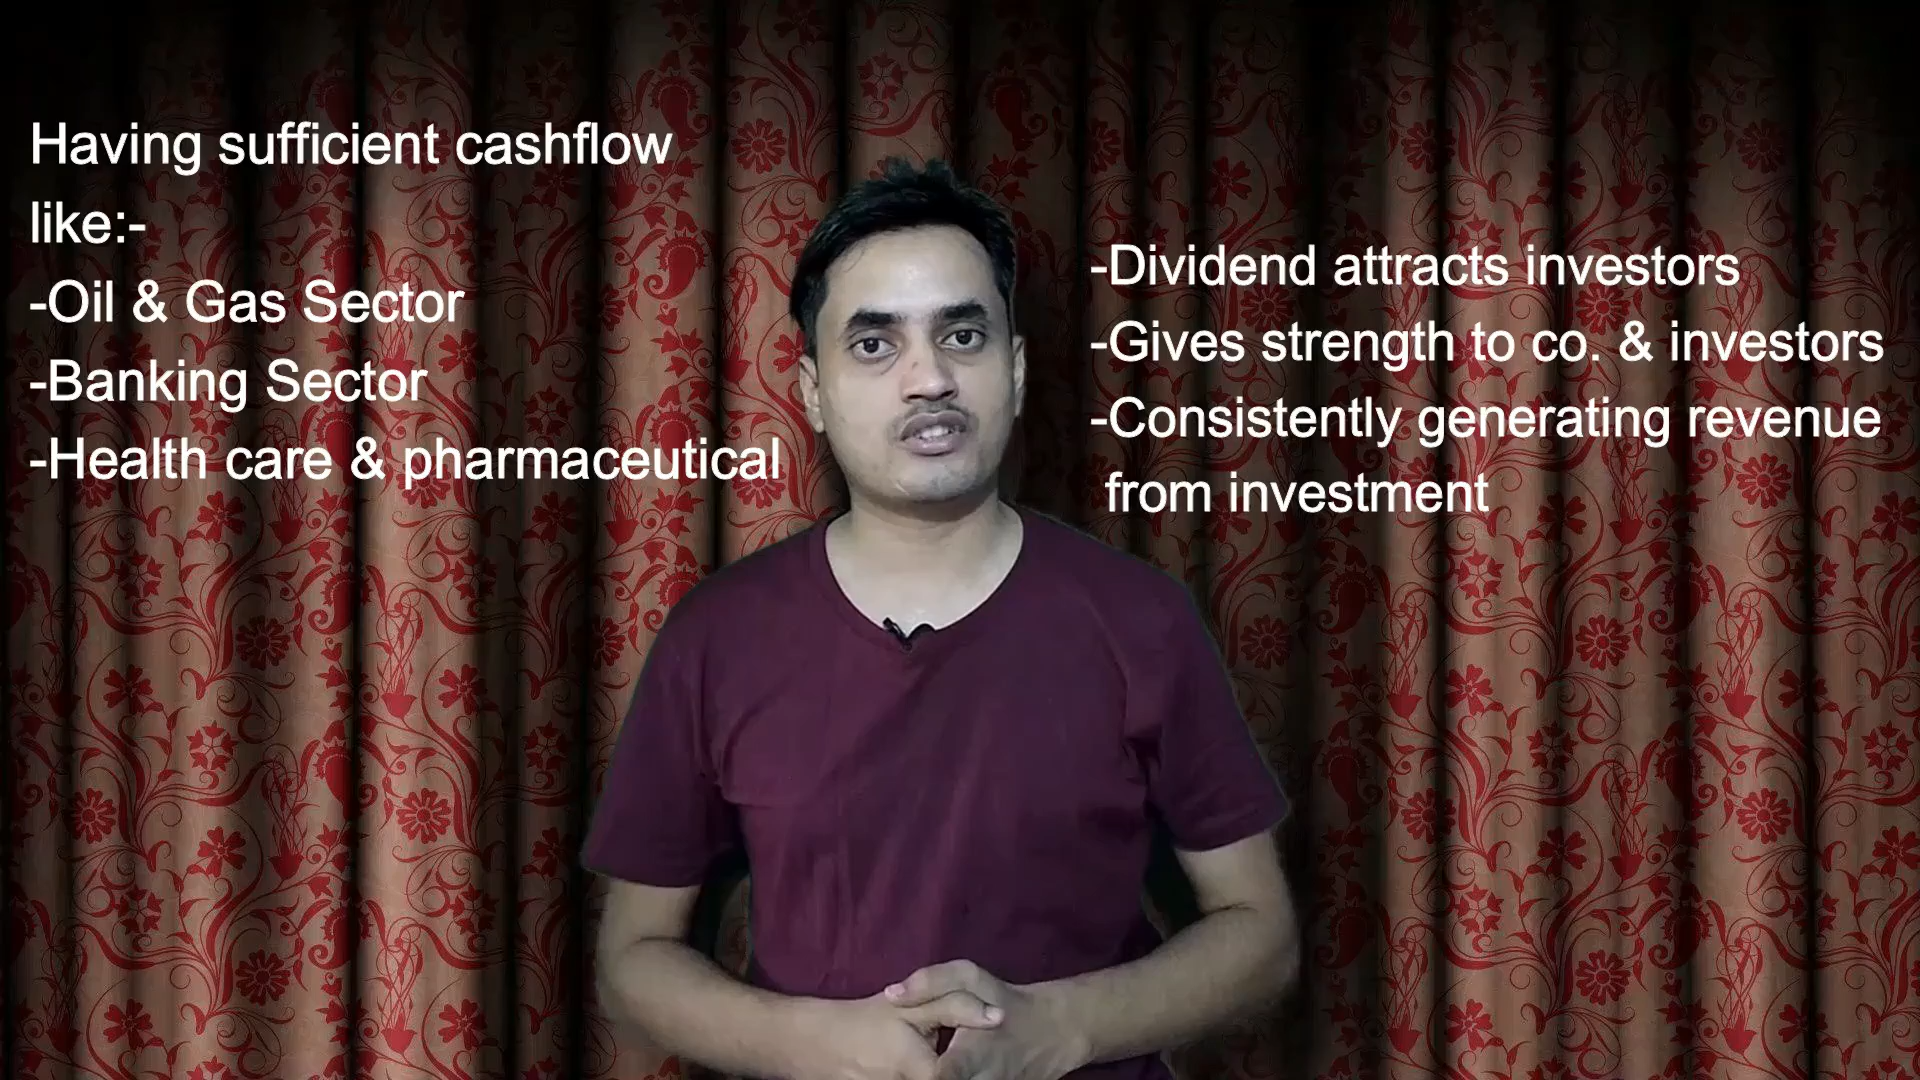 Having sufficient cashflow
like:-
-Oil & Gas Sector
-Banking Sector
-Health care & pharmaceutical
-Dividend attracts investors
-Gives strength to co. & investors
-Consistently generating revenue
from investment